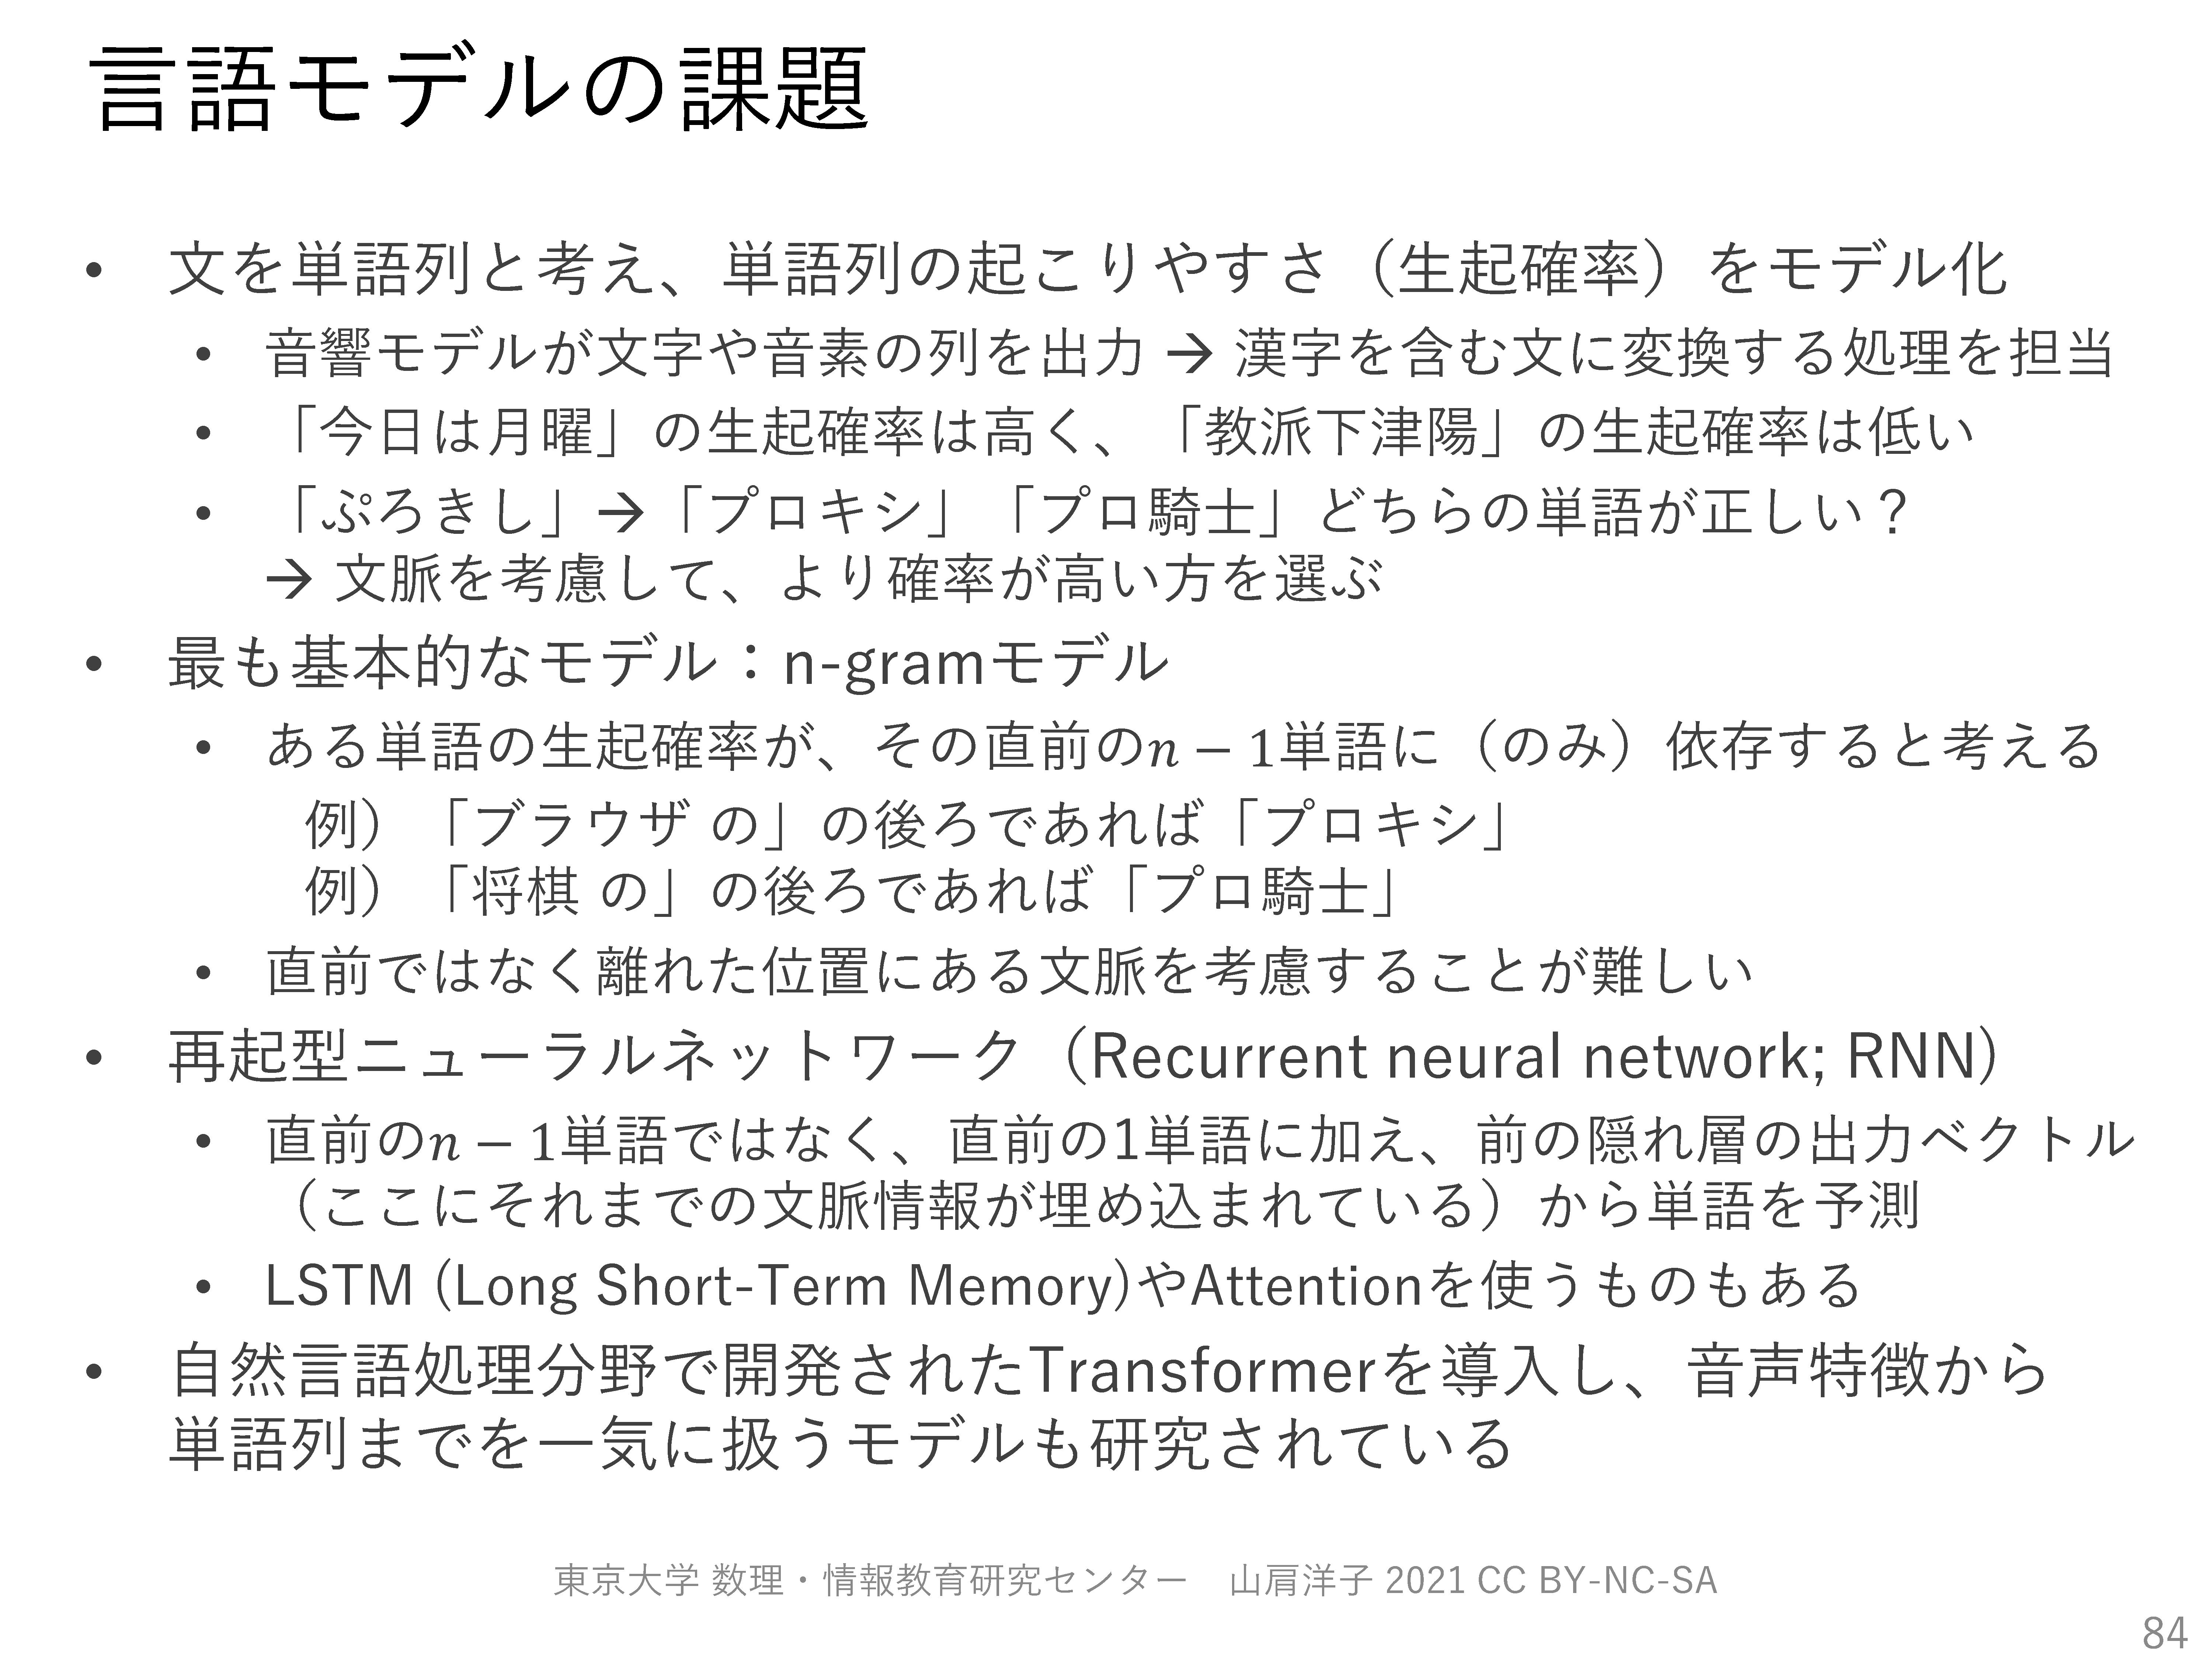 言語モデルの課題
• 文を単語列と考え、単語列の起こりやすさ（生起確率）をモデル化
• 音響モデルが文字や音素の列を出力 → 漢字を含む文に変換する処理を担当
• 「今日は月曜」の生起確率は高く、「教派下津陽」の生起確率は低い
• 「ぷろきし」→「プロキシ」「プロ騎士」どちらの単語が正しい？
→ 文脈を考慮して、より確率が高い方を選ぶ
• 最も基本的なモデル：n-gramモデル
• ある単語の生起確率が、その直前のn − 1単語に（のみ）依存すると考える
例）「ブラウザ の」の後ろであれば「プロキシ」
例）「将棋 の」の後ろであれば「プロ騎士」
• 直前ではなく離れた位置にある文脈を考慮することが難しい
• 再起型ニューラルネットワーク（Recurrent neural network; RNN）
• 直前のn − 1単語ではなく、直前の1単語に加え、前の隠れ層の出力ベクトル
（ここにそれまでの文脈情報が埋め込まれている）から単語を予測
• LSTM (Long Short-Term Memory)やAttentionを使うものもある
• 自然言語処理分野で開発されたTransformerを導入し、音声特徴から
単語列までを一気に扱うモデルも研究されている
東京大学 数理・情報教育研究センター　山肩洋子 2021 CC BY-NC-SA
84